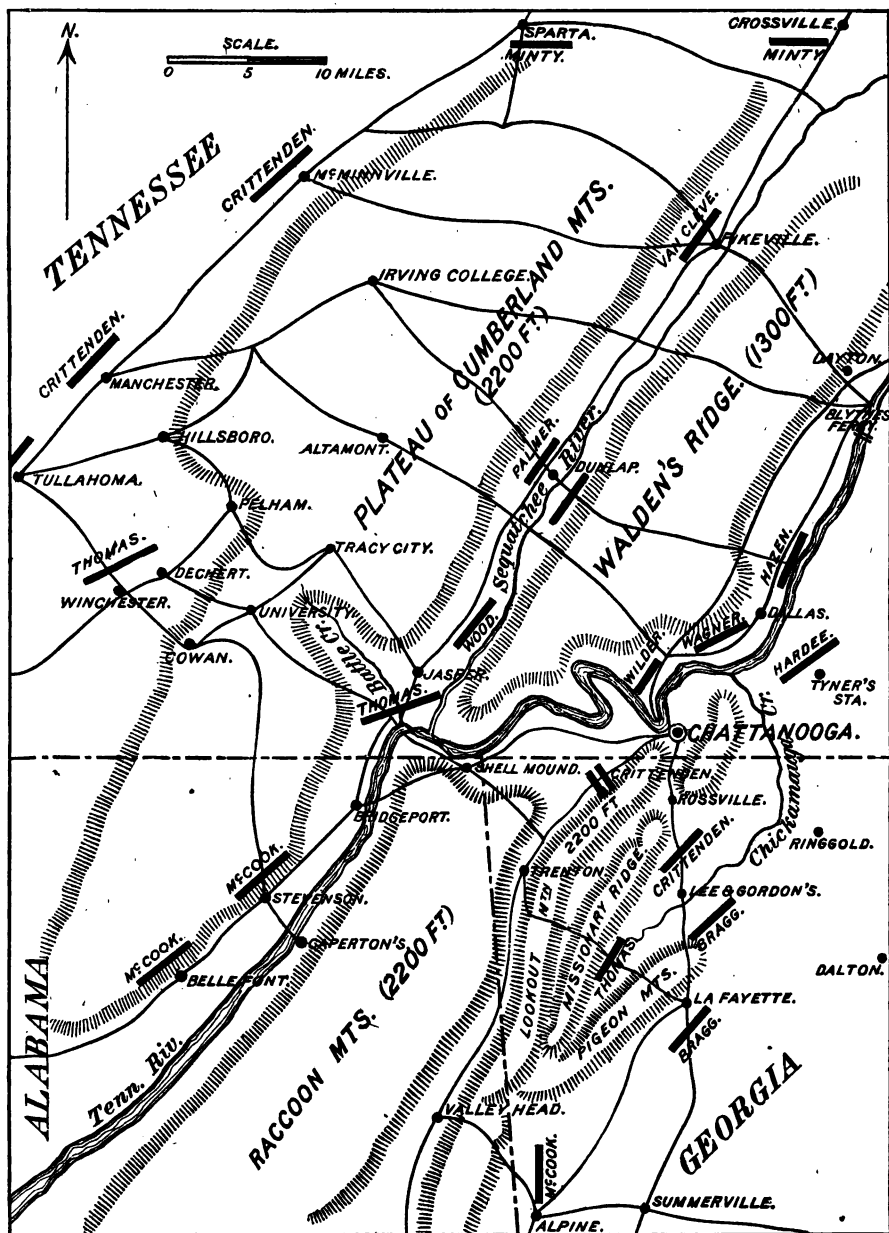 N.
SCALE.
0 5 10 MILES.
SPARTA.
MINTY.
CROSSVILLE.
MINTY
TENNESSEE
CRITTENDEN.
McMINNVILLE.
VAN CLEVE.
PIKEVILLE.
IRVING COLLEGE.
PLATEAU OF CUMBERLAND MTS.
(2200 FT)
WALDEN'S RIDGE. (1300 FT)
CRITTENDEN.
MANCHESTER.
DAYTON.
BLYTHES
FERRY.
HILLSBORO.
ALTAMONT.
PALMER.
Sequatchee River.
DUNLAP.
TULLAHOMA.
PELHAM.
TRACY CITY.
THOMAS.
DECHERT.
WINCHESTER.
UNIVERSITY.
HAZEN.
COWAN.
Battle Cr.
WOOD.
WILDER.
WAGNER.
DALLAS.
HARDEE.
JASPER.
TYNER'S
STA.
THOMAS.
CHATTANOOGA.
SHELL MOUND.
CRITTENDEN.
Chickamauga Cr.
BRIDGEPORT.
2200 FT
ROSSVILLE.
RINGGOLD.
McCOOK.
TRENTON.
CRITTENDEN.
STEVENSON.
LEE & GORDON'S.
LOOKOUT MTN
MISSIONARY RIDGE.
BRAGG.
McCOOK.
CAPERTON'S.
THOMAS.
DALTON.
BELLEFONT.
PIGEON MTS.
LA FAYETTE.
BRAGG.
RACCOON MTS. (2200 FT)
ALABAMA
Tenn. Riv.
VALLEY HEAD.
GEORGIA
McCOOK.
ALPINE.
SUMMERVILLE.